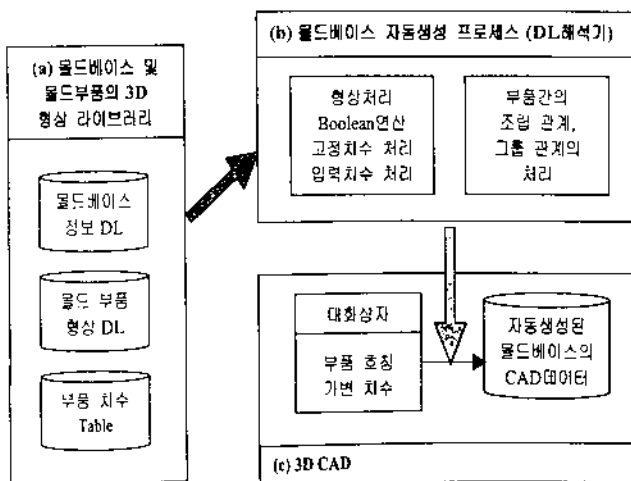 (a) 몰드베이스 및
몰드부품의 3D
형상 라이브러리
몰드베이스
정보 DL
몰드 부품
형상 DL
부품 치수
Table
(b) 몰드베이스 자동생성 프로세스 (DL해석기)
형상처리
Boolean연산
고정치수 처리
입력치수 처리
부품간의
조립 관계,
그룹 관계의
처리
대화상자
부품 호칭
가변 치수
자동생성된
몰드베이스의
CAD데이터
(c) 3D CAD